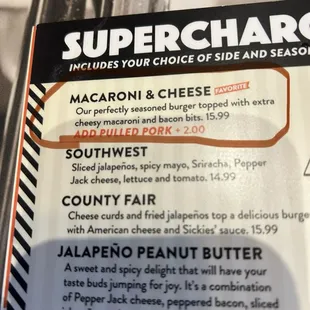 SUPERCHAR
INCLUDES YOUR CHOICE OF SIDE AND SEASO
MACARONI & CHEESE FAVORITE
Our perfectly seasoned burger topped with extra
cheesy macaroni and bacon bits. 15.99
ADD PULLED PORK + 2.00
SOUTHWEST
Sliced jalapeños, spicy mayo, Sriracha, Pepper
Jack cheese, lettuce and tomato. 14.99
COUNTY FAIR
Cheese curds and fried jalapeños top a delicious burge
with American cheese and Sickies' sauce. 15.99
JALAPEÑO PEANUT BUTTER
A sweet and spicy delight that will have your
taste buds jumping for joy. It's a combination
of Pepper Jack cheese, peppered bacon, sliced